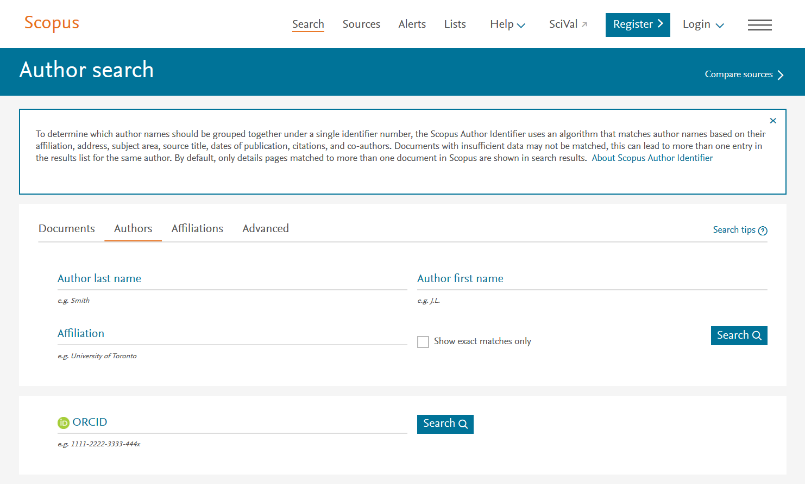 Scopus
Search Sources Alerts Lists Help SciVal Register Login
Author search
Compare sources
To determine which author names should be grouped together under a single identifier number, the Scopus Author Identifier uses an algorithm that matches author names based on their
affiliation, address, subject area, source title, dates of publication, citations, and co-authors. Documents with insufficient data may not be matched, this can lead to more than one entry in
the results list for the same author. By default, only details pages matched to more than one document in Scopus are shown in search results. About Scopus Author Identifier
Documents Authors Affiliations Advanced
Search tips
Author last name
Author first name
e.g. Smith
e.g. J.L.
Affiliation
Show exact matches only
Search
e.g. University of Toronto
iD ORCID
Search
e.g. 1111-2222-3333-444x